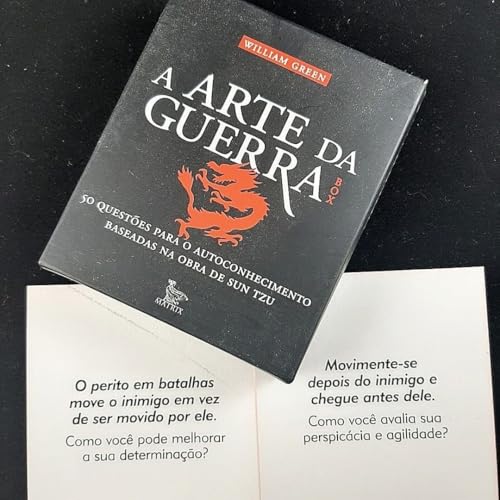 WILLIAM GREEN
A ARTE DA
GUERRA
BOX
50 QUESTÕES PARA O AUTOCONHECIMENTO
BASEADAS NA OBRA DE SUN TZU
MATRIX
O perito em batalhas
move o inimigo em vez
de ser movido por ele.
Como você pode melhorar
a sua determinação?
Movimente-se
depois do inimigo e
chegue antes dele.
Como você avalia sua
perspicácia e agilidade?